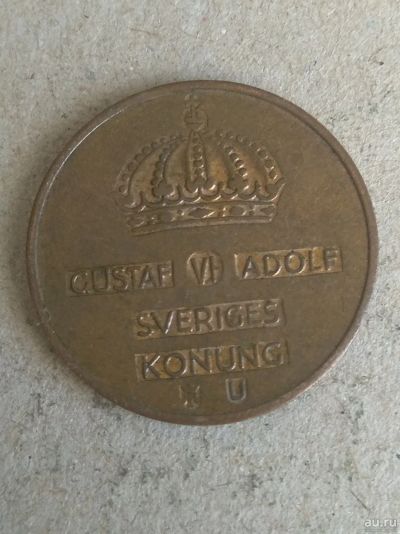 GUSTAF VI ADOLF
SVERIGES
KONUNG
U
au.ru